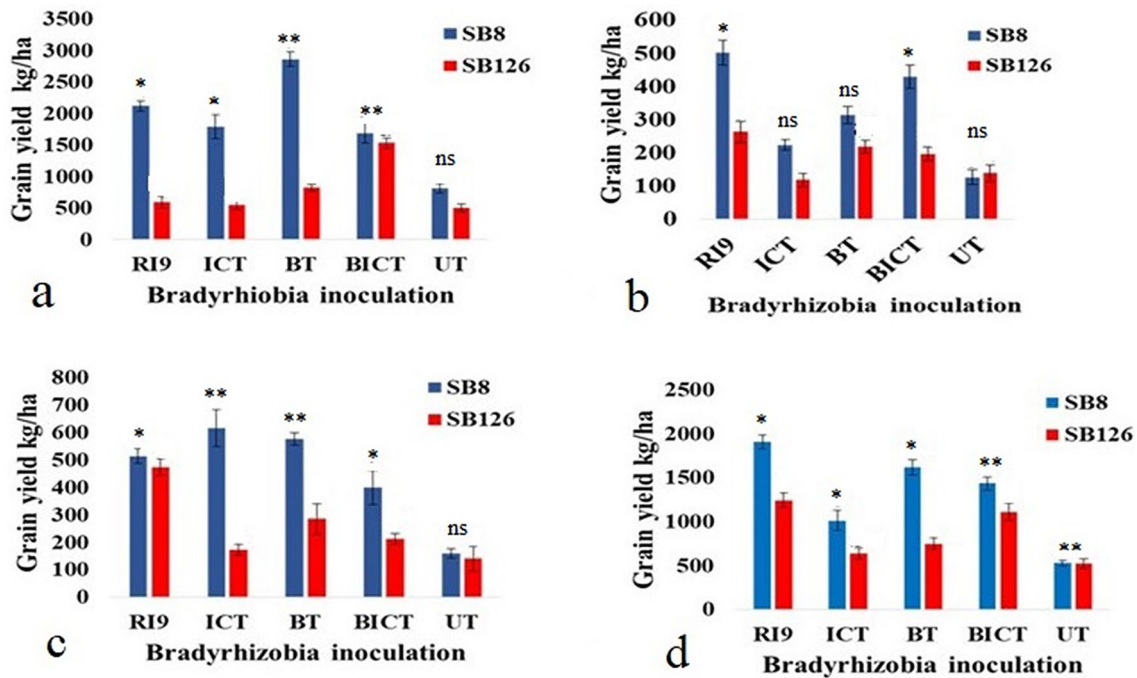 Grain yield kg/ha
3500
3000
2500
2000
1500
1000
500
0
* * ** ** ns
SB8
SB126
RI9 ICT BT BICT UT
Bradyrhiobia inoculation
a
Grain yield kg/ha
600
500
400
300
200
100
0
* ns ns * ns
SB8
SB126
RI9 ICT BT BICT UT
Bradyrhizobia inoculation
b
Grain yield kg/ha
800
700
600
500
400
300
200
100
0
* ** ** * ns
SB8
SB126
RI9 ICT BT BICT UT
Bradyrhizobia inoculation
c
Grain yield kg/ha
2500
2000
1500
1000
500
0
* * * ** **
SB8
SB126
RI9 ICT BT BICT UT
Bradyrhizobia inoculation
d